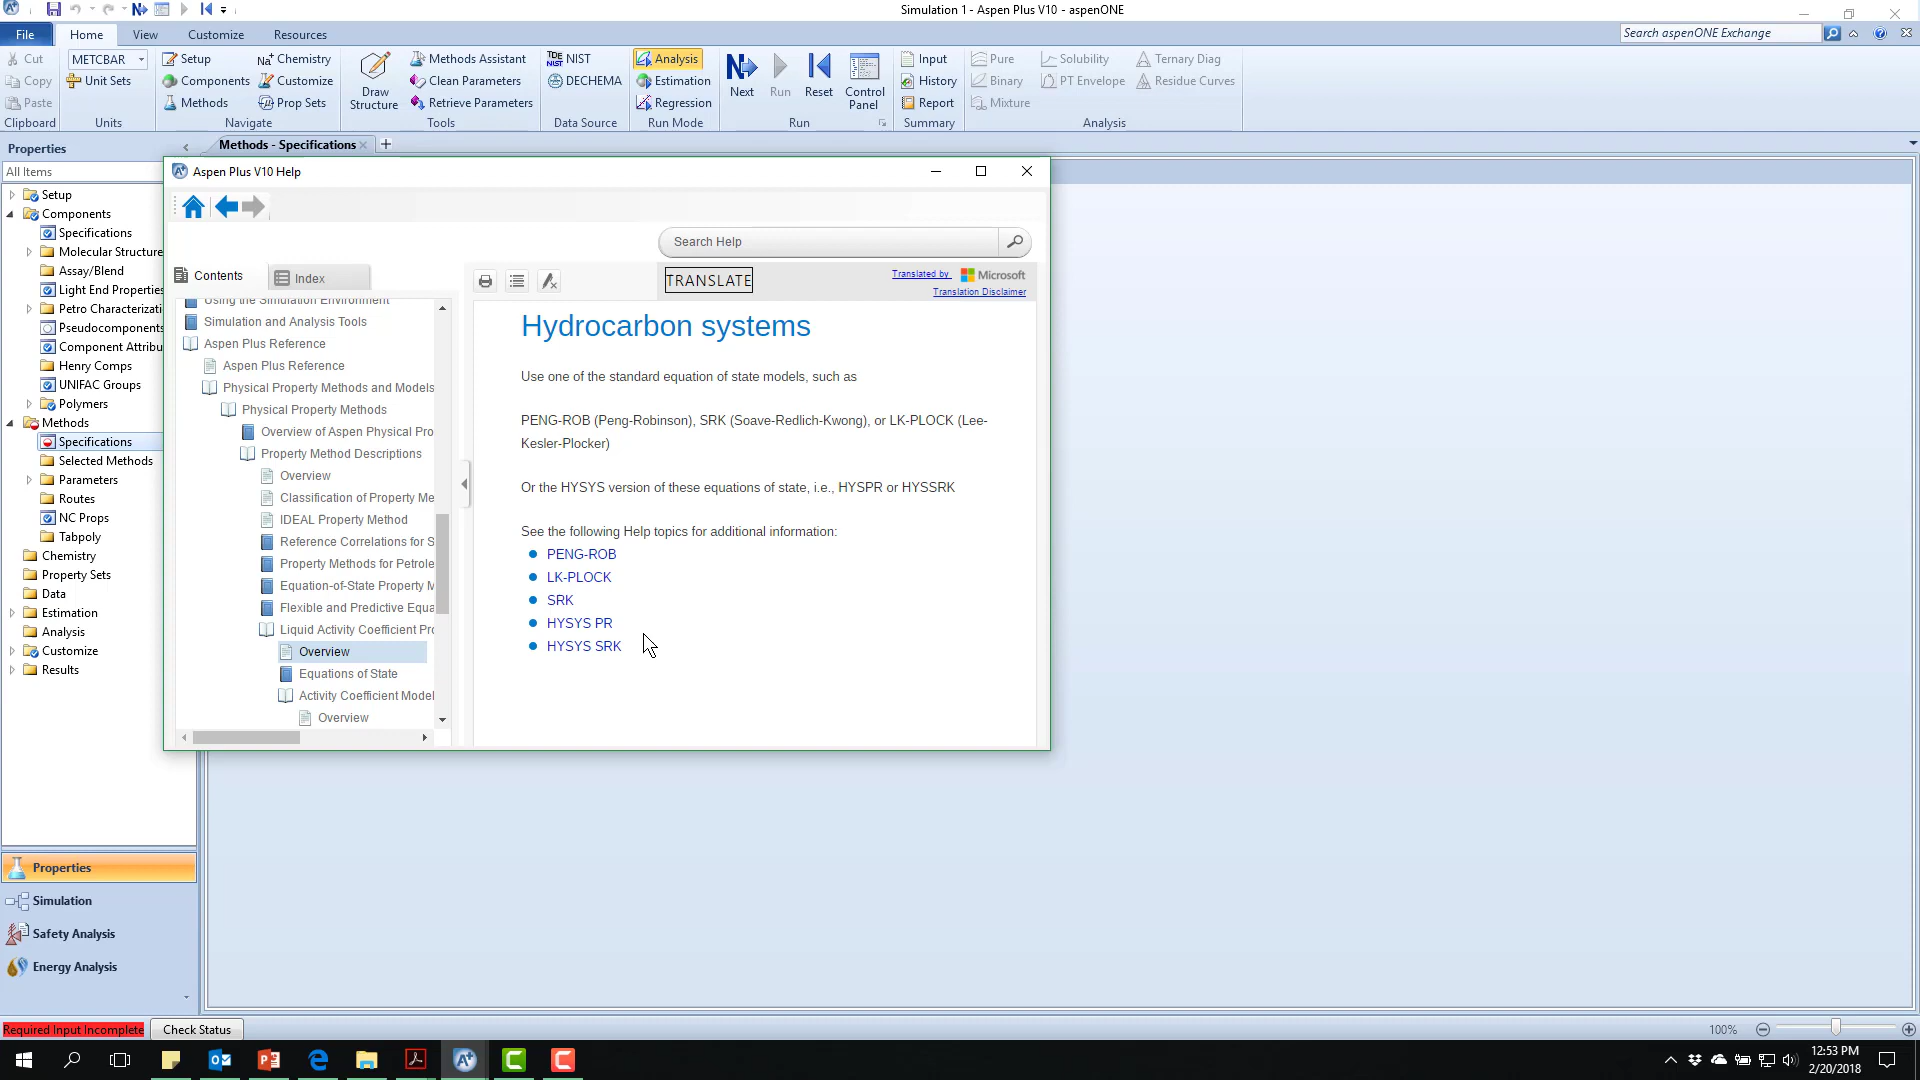 Simulation 1 - Aspen Plus V10 - aspenONE
File
Home
View
Customize
Resources
Search aspenONE Exchange
Cut
METCBAR
Setup
Chemistry
Methods Assistant
NIST
Analysis
Input
Pure
Solubility
Ternary Diag
Copy
Unit Sets
Components
Customize
Clean Parameters
DECHEMA
Estimation
History
Binary
PT Envelope
Residue Curves
Paste
Methods
Prop Sets
Draw
Structure
Retrieve Parameters
Regression
Next
Run
Reset
Control
Panel
Report
Mixture
Clipboard
Units
Navigate
Tools
Data Source
Run Mode
Run
Summary
Analysis
Properties
Methods - Specifications
All Items
Setup
Components
Specifications
Molecular Structure
Assay/Blend
Light End Properties
Petro Characterizati
Pseudocomponents
Component Attribu
Henry Comps
UNIFAC Groups
Polymers
Methods
Specifications
Selected Methods
Parameters
Routes
NC Props
Tabpoly
Chemistry
Property Sets
Data
Estimation
Analysis
Customize
Results
Properties
Simulation
Safety Analysis
Energy Analysis
Aspen Plus V10 Help
Search Help
Contents
Index
TRANSLATE
Translated by
Microsoft
Translation Disclaimer
Using the Simulation Environment
Simulation and Analysis Tools
Aspen Plus Reference
Aspen Plus Reference
Physical Property Methods and Models
Physical Property Methods
Overview of Aspen Physical Pro
Property Method Descriptions
Overview
Classification of Property Me
IDEAL Property Method
Reference Correlations for S
Property Methods for Petrole
Equation-of-State Property M
Flexible and Predictive Equa
Liquid Activity Coefficient Pro
Overview
Equations of State
Activity Coefficient Model
Overview
Hydrocarbon systems
Use one of the standard equation of state models, such as
PENG-ROB (Peng-Robinson), SRK (Soave-Redlich-Kwong), or LK-PLOCK (Lee-
Kesler-Plocker)
Or the HYSYS version of these equations of state, i.e., HYSPR or HYSSRK
See the following Help topics for additional information:
PENG-ROB
LK-PLOCK
SRK
HYSYS PR
HYSYS SRK
Required Input Incomplete
Check Status
100%
12:53 PM
2/20/2018